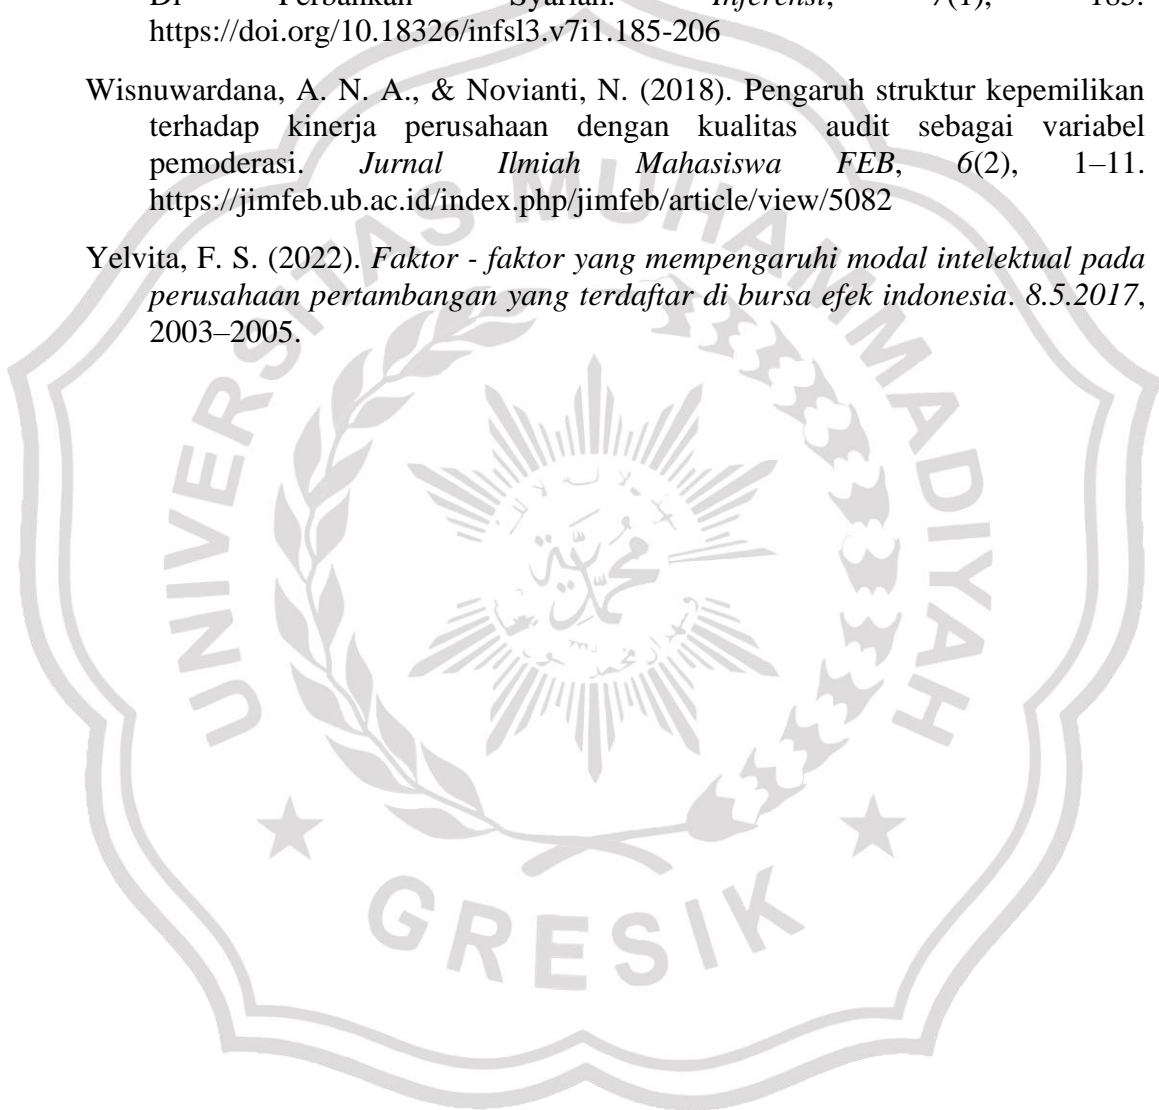 Di Perbankan Syariah. Inferensi, 7(1), 185.
https://doi.org/10.18326/infsl3.v7i1.185-206
Wisnuwardana, A. N. A., & Novianti, N. (2018). Pengaruh struktur kepemilikan
terhadap kinerja perusahaan dengan kualitas audit sebagai variabel
pemoderasi. Jurnal Ilmiah Mahasiswa FEB, 6(2), 1–11.
https://jimfeb.ub.ac.id/index.php/jimfeb/article/view/5082
Yelvita, F. S. (2022). Faktor - faktor yang mempengaruhi modal intelektual pada
perusahaan pertambangan yang terdaftar di bursa efek indonesia. 8.5.2017,
2003–2005.
UNIVERSITAS MUHAMMADIYAH
GRESIK